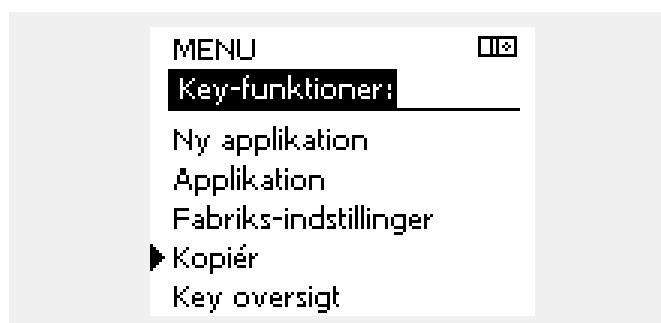 MENU
Key-funktioner:
Ny applikation
Applikation
Fabriks-indstillinger
Kopiér
Key oversigt